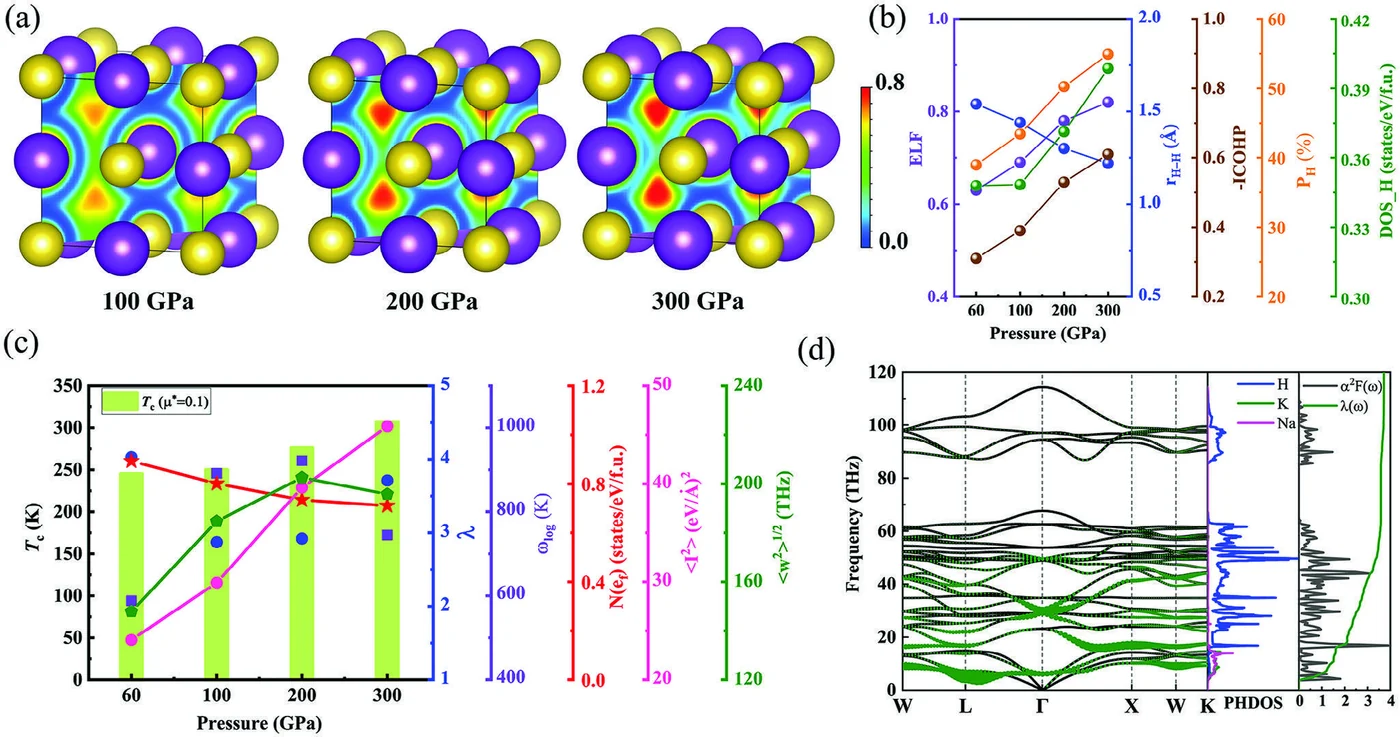 (a)
0.8
0.0
100 GPa
200 GPa
300 GPa
(b)
1.0
0.8
0.6
0.4
ELF
60
100
200
300
Pressure (GPa)
2.0
1.5
1.0
0.5
rH–H (Å)
1.0
0.8
0.6
0.4
0.2
-ICOHP
60
50
40
30
20
PH (%)
0.42
0.39
0.36
0.33
0.30
DOS_H (states/eV/f.u.)
(c)
350
300
250
200
150
100
50
0
Tc (K)
Tc (μ*=0.1)
60
100
200
300
Pressure (GPa)
5
4
3
2
1
λ
1000
800
600
400
ωlog (K)
1.2
0.8
0.4
0.0
N(ef) (states/eV/f.u.)
50
40
30
20
<I²> (eV/Å)²
240
200
160
120
<w²>1/2 (THz)
(d)
120
100
80
60
40
20
0
Frequency (THz)
W L Γ X W K
H
K
Na
PHDOS
α²F(ω)
λ(ω)
0 1 2 3 4